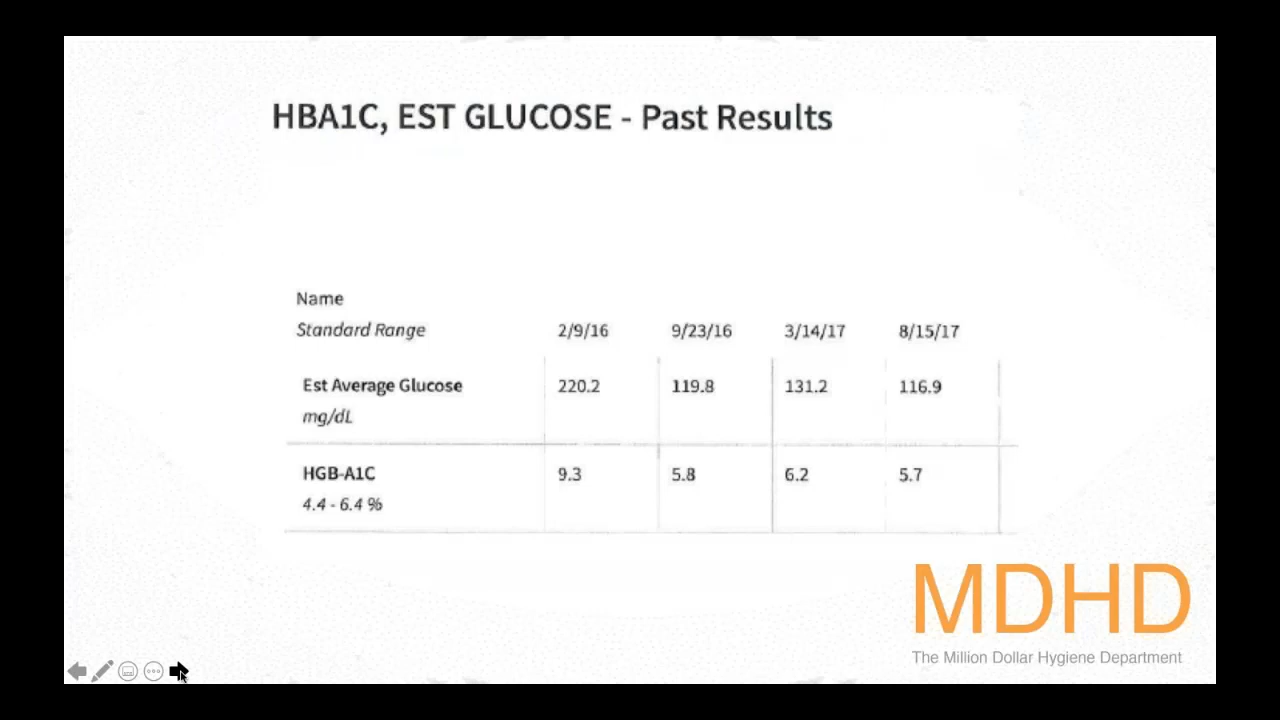 HBA1C, EST GLUCOSE - Past Results
Name
Standard Range 2/9/16 9/23/16 3/14/17 8/15/17
Est Average Glucose 220.2 119.8 131.2 116.9
mg/dL
HGB-A1C 9.3 5.8 6.2 5.7
4.4 - 6.4 %
MDHD
The Million Dollar Hygiene Department